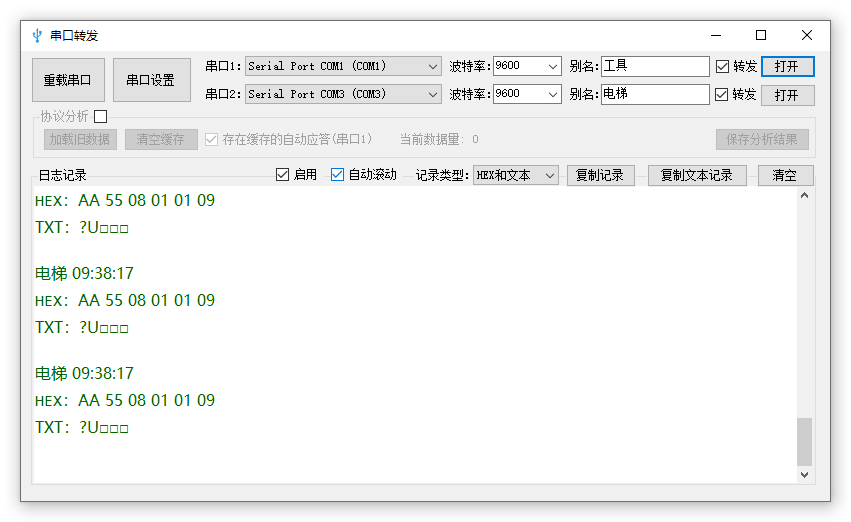 串口转发
重载串口 串口设置 串口1: Serial Port COM1 (COM1) 波特率: 9600 别名: 工具 转发 打开
串口2: Serial Port COM3 (COM3) 波特率: 9600 别名: 电梯 转发 打开
协议分析
加载旧数据 清空缓存 存在缓存的自动应答(串口1) 当前数据量: 0 保存分析结果
日志记录 启用 自动滚动 记录类型: HEX和文本 复制记录 复制文本记录 清空
HEX: AA 55 08 01 01 09
TXT: ?U□□□
电梯 09:38:17
HEX: AA 55 08 01 01 09
TXT: ?U□□□
电梯 09:38:17
HEX: AA 55 08 01 01 09
TXT: ?U□□□